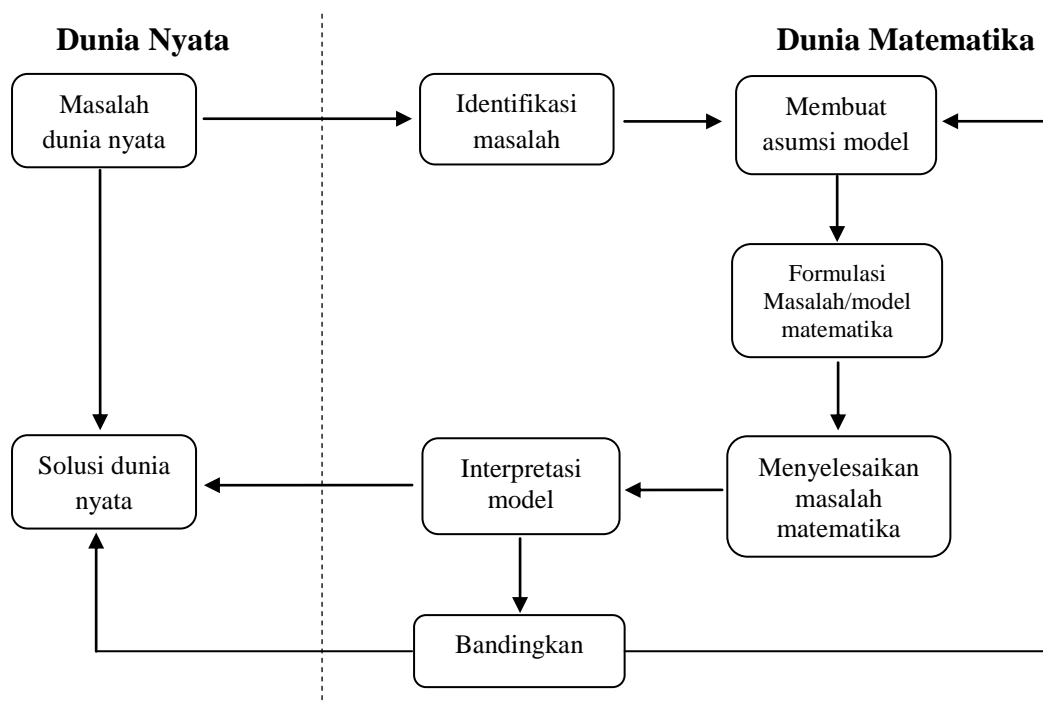 Dunia Nyata
Dunia Matematika
Masalah
dunia nyata
Identifikasi
masalah
Membuat
asumsi model
Formulasi
Masalah/model
matematika
Solusi dunia
nyata
Interpretasi
model
Menyelesaikan
masalah
matematika
Bandingkan